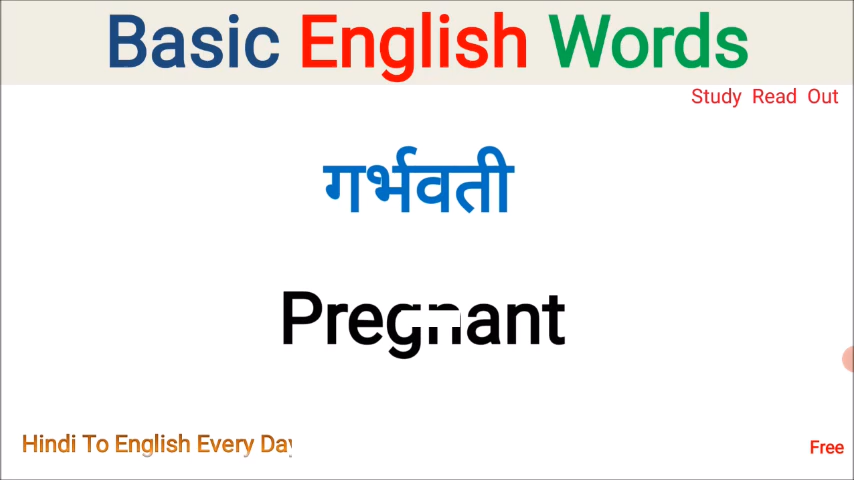 Basic English Words
Study Read Out
गर्भवती
Pregnant
Hindi To English Every Day
Free